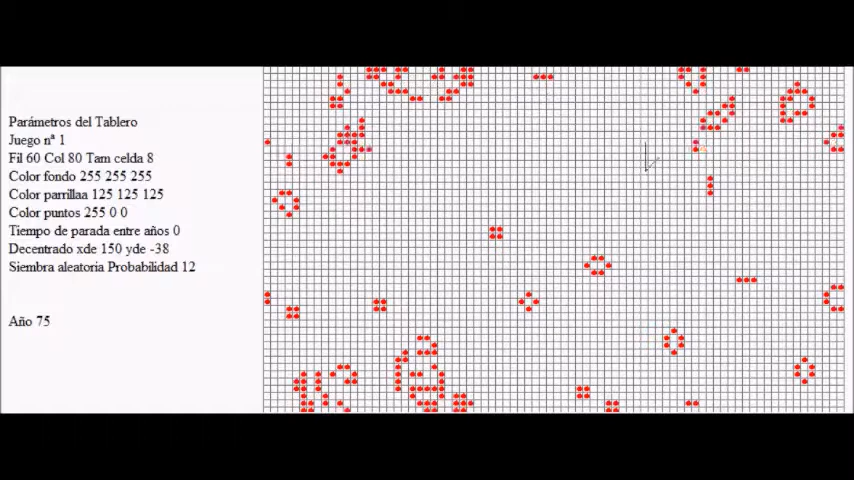 Parámetros del Tablero
Juego nª 1
Fil 60 Col 80 Tam celda 8
Color fondo 255 255 255
Color parrillaa 125 125 125
Color puntos 255 0 0
Tiempo de parada entre años 0
Decentrado xde 150 yde -38
Siembra aleatoria Probabilidad 12
Año 75